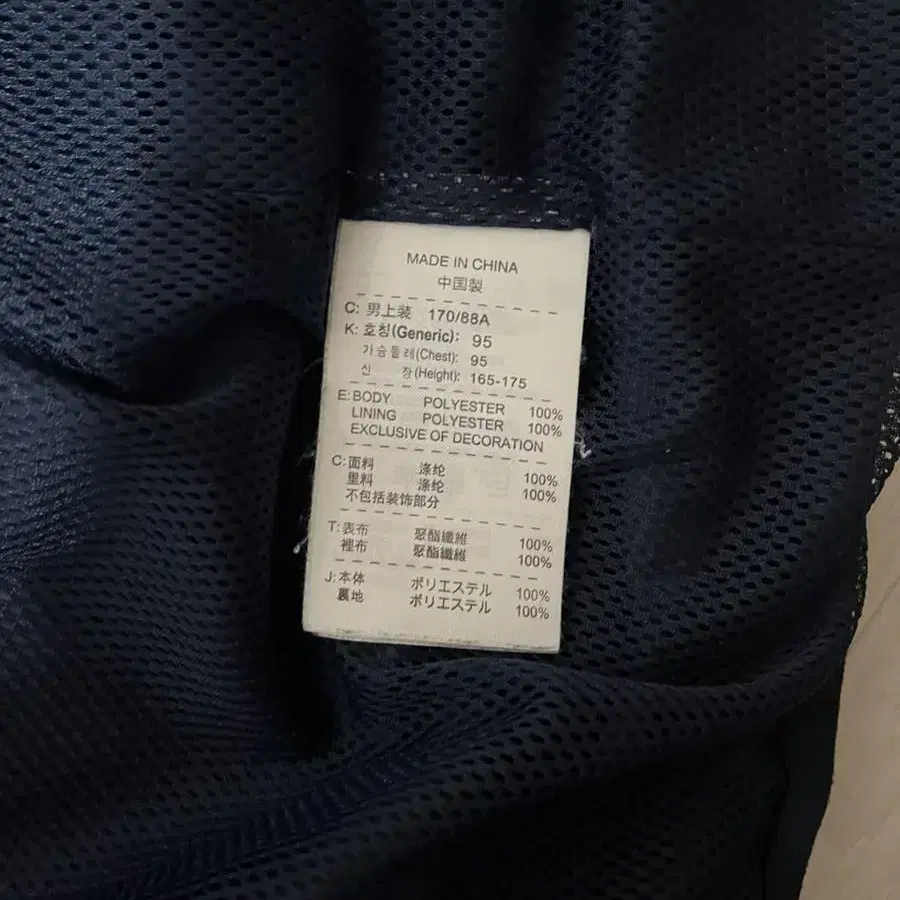 MADE IN CHINA
中国製
C: 男上装 170/88A
K: 호칭(Generic): 95
가슴둘레(Chest): 95
신 장(Height): 165-175
E: BODY POLYESTER 100%
LINING POLYESTER 100%
EXCLUSIVE OF DECORATION
C: 面料 涤纶 100%
里料 涤纶 100%
不包括装饰部分
T: 表布 聚酯纖維 100%
裡布 聚酯纖維 100%
J: 本体 ポリエステル 100%
裏地 ポリエステル 100%